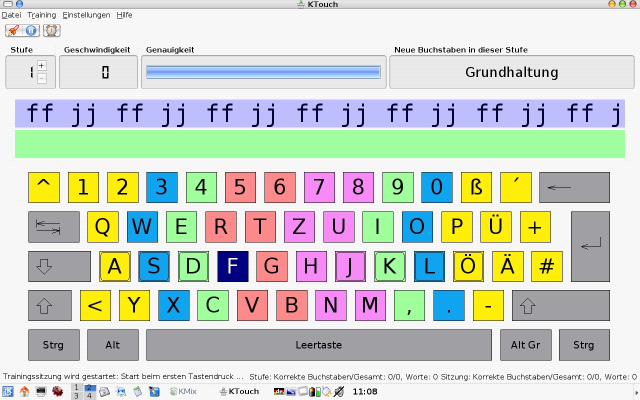 KTouch
Datei Training Einstellungen Hilfe
Stufe Geschwindigkeit Genauigkeit Neue Buchstaben in dieser Stufe
1 + - 0 Grundhaltung
ff jj ff jj ff jj ff jj ff jj ff jj ff j
^ 1 2 3 4 5 6 7 8 9 0 ß ´
Q W E R T Z U I O P Ü +
A S D F G H J K L Ö Ä #
< Y X C V B N M , . -
Strg Alt Leertaste Alt Gr Strg
Trainingssitzung wird gestartet: Start beim ersten Tastendruck ... Stufe: Korrekte Buchstaben/Gesamt: 0/0, Worte: 0 Sitzung: Korrekte Buchstaben/Gesamt: 0/0, Worte: 0
1 2 3 4 KMix KTouch 11:08